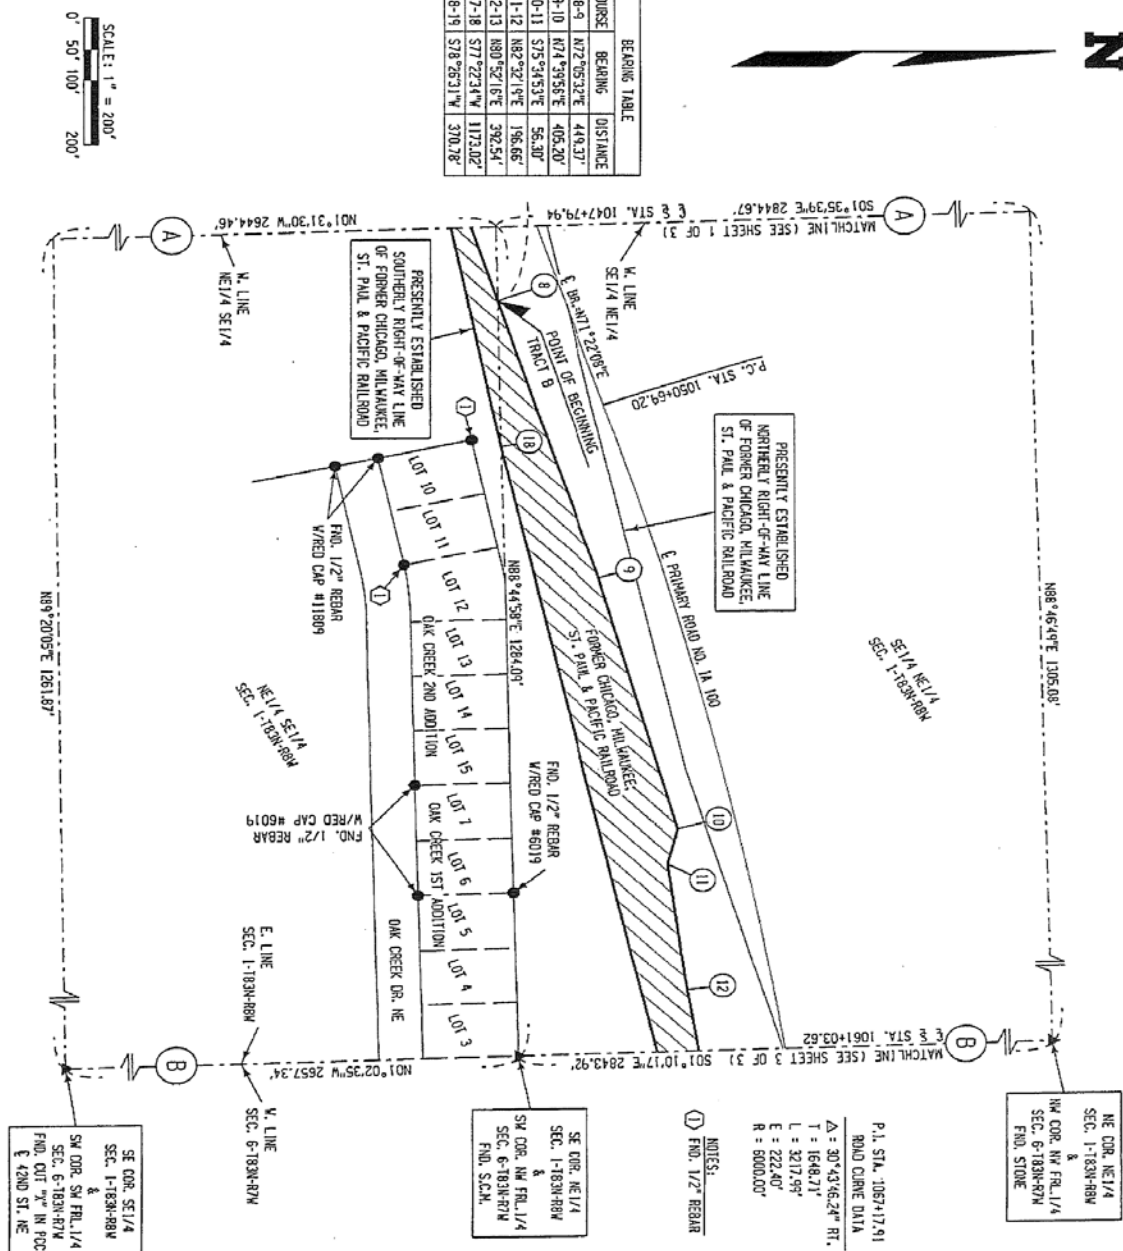 N
BEARING TABLE
OURSE BEARING DISTANCE
8-9 N72°05'32"E 449.37'
9-10 N74°39'56"E 405.20'
0-11 S75°34'53"E 56.30'
1-12 N82°32'19"E 196.66'
2-13 N80°52'16"E 392.54'
7-18 S77°22'34"W 1173.02'
8-19 S78°26'31"W 370.78'
SCALE: 1" = 200'
0' 50' 100' 200'
N88°46'49"E 1305.08'
SE1/4 NE1/4
SEC. 1-T83N-R8W
A
S01°35'39"E 2844.67'
MATCHLINE (SEE SHEET 1 OF 3)
STA. 1047+79.94
W. LINE
SE1/4 NE1/4
BR.=N71°22'08"E
P.C. STA. 1050+69.20
PRESENTLY ESTABLISHED
NORTHERLY RIGHT-OF-WAY LINE
OF FORMER CHICAGO, MILWAUKEE,
ST. PAUL & PACIFIC RAILROAD
℄ PRIMARY ROAD NO. IA 100
8
POINT OF BEGINNING
TRACT B
9
10
11
12
18
FORMER CHICAGO, MILWAUKEE,
ST. PAUL & PACIFIC RAILROAD
PRESENTLY ESTABLISHED
SOUTHERLY RIGHT-OF-WAY LINE
OF FORMER CHICAGO, MILWAUKEE,
ST. PAUL & PACIFIC RAILROAD
N01°31'30"W 2644.46'
A
W. LINE
NE1/4 SE1/4
N88°44'58"E 1284.09'
FND. 1/2" REBAR
W/RED CAP #6019
1
LOT 10
LOT 11
LOT 12
LOT 13
LOT 14
LOT 15
LOT 7
LOT 6
LOT 5
LOT 4
LOT 3
OAK CREEK 2ND ADDITION
OAK CREEK 1ST ADDITION
1
FND. 1/2" REBAR
W/RED CAP #11809
FND. 1/2" REBAR
W/RED CAP #6019
OAK CREEK DR. NE
NE1/4 SE1/4
SEC. 1-T83N-R8W
N89°20'05"E 1261.87'
E. LINE
SEC. 1-T83N-R8W
W. LINE
SEC. 6-T83N-R7W
B
S01°10'17"E 2843.92'
MATCHLINE (SEE SHEET 3 OF 3)
STA. 1061+03.62
N01°02'35"W 2657.34'
B
NE COR. NE1/4
SEC. 1-T83N-R8W
&
NW COR. NW FRL.1/4
SEC. 6-T83N-R7W
FND. STONE
P.I. STA. 1067+17.91
ROAD CURVE DATA
Δ = 30°43'46.24" RT.
T = 1648.71'
L = 3217.99'
E = 222.40'
R = 6000.00'
NOTES:
1 FND. 1/2" REBAR
SE COR. NE1/4
SEC. 1-T83N-R8W
&
SW COR. NW FRL.1/4
SEC. 6-T83N-R7W
FND. S.C.M.
SE COR. SE1/4
SEC. 1-T83N-R8W
&
SW COR. SW FRL.1/4
SEC. 6-T83N-R7W
FND. CUT "X" IN PCC
℄ 42ND ST. NE